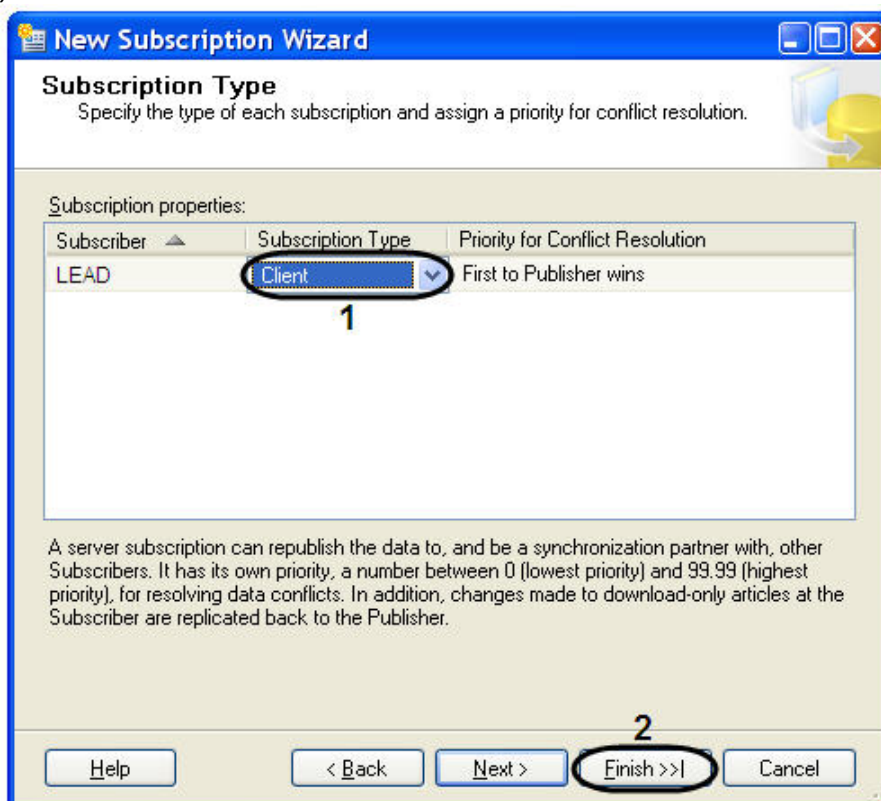 New Subscription Wizard
Subscription Type
Specify the type of each subscription and assign a priority for conflict resolution.
Subscription properties:
Subscriber Subscription Type Priority for Conflict Resolution
LEAD Client First to Publisher wins
1
A server subscription can republish the data to, and be a synchronization partner with, other
Subscribers. It has its own priority, a number between 0 (lowest priority) and 99.99 (highest
priority), for resolving data conflicts. In addition, changes made to download-only articles at the
Subscriber are replicated back to the Publisher.
2
Help < Back Next > Finish >>| Cancel